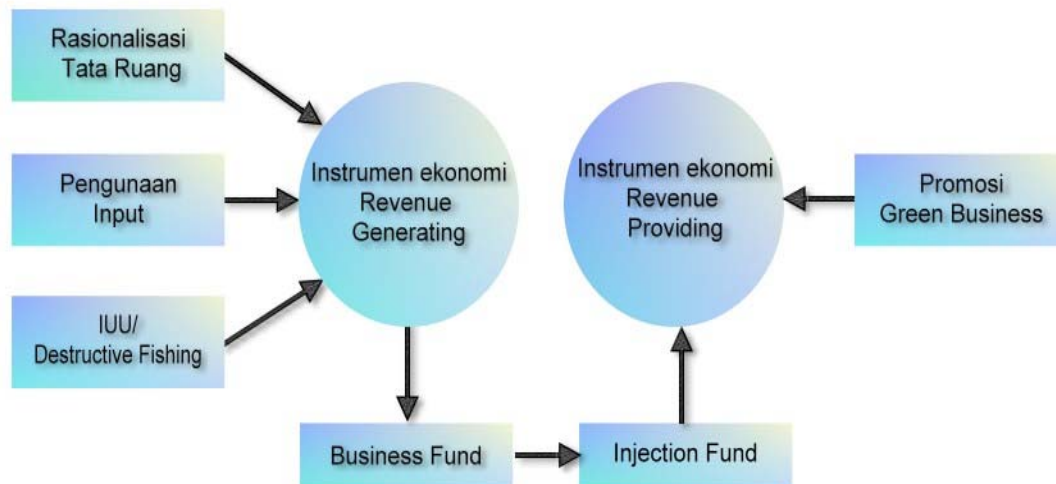 Rasionalisasi
Tata Ruang
Pengunaan
Input
IUU/
Destructive Fishing
Instrumen ekonomi
Revenue
Generating
Instrumen ekonomi
Revenue
Providing
Promosi
Green Business
Business Fund
Injection Fund